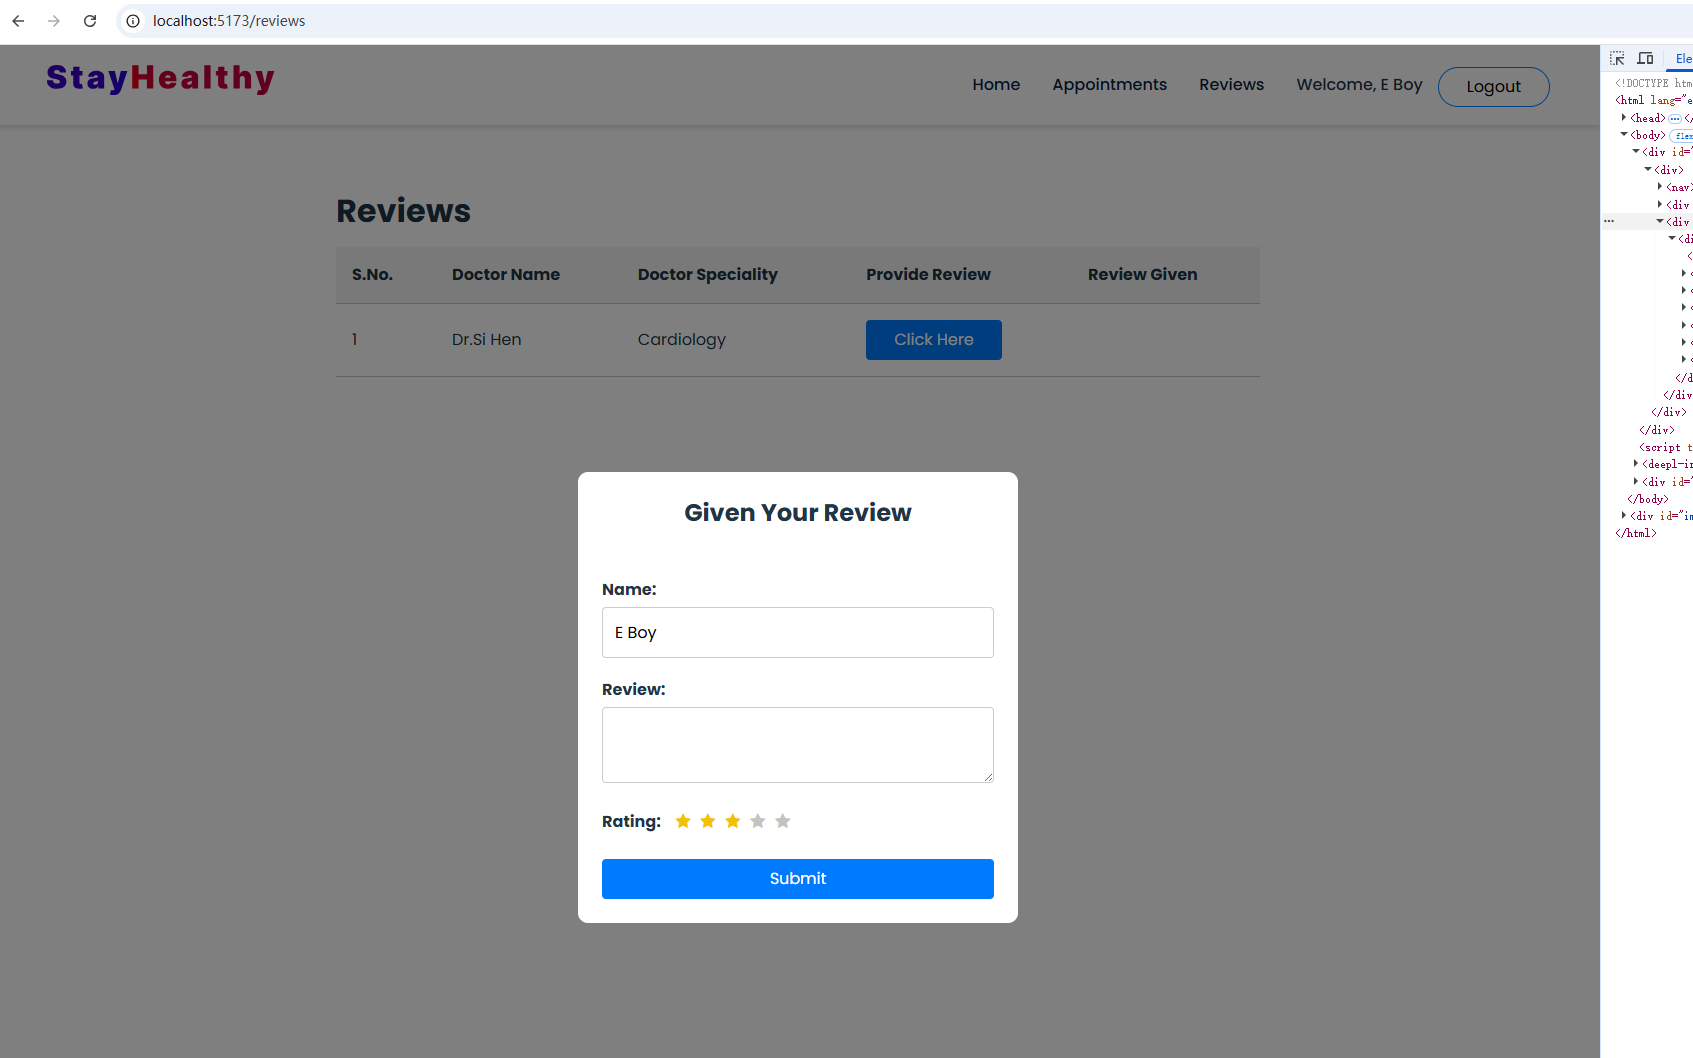 localhost:5173/reviews
StayHealthy
Home Appointments Reviews Welcome, E Boy Logout
Reviews
S.No. Doctor Name Doctor Speciality Provide Review Review Given
1 Dr.Si Hen Cardiology Click Here
Given Your Review
Name:
E Boy
Review:
Rating:
Submit
Ele
<!DOCTYPE htm
<html lang="e
<head> </
<body> flex
<div id="
<div>
<nav>
<div
<div
<di
<
<
<
<
<
<
<
</d
</div
</div>
</div>
<script t
<deepl-in
<div id="
</body>
<div id="im
</html>